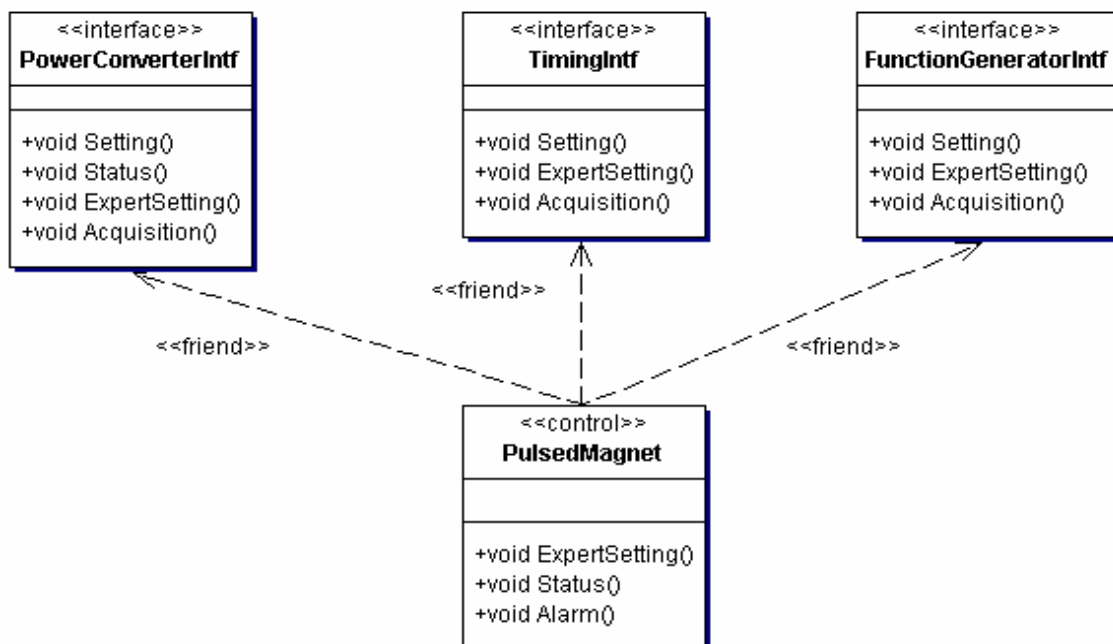 <<interface>>
PowerConverterIntf
+void Setting()
+void Status()
+void ExpertSetting()
+void Acquisition()
<<interface>>
TimingIntf
+void Setting()
+void ExpertSetting()
+void Acquisition()
<<interface>>
FunctionGeneratorIntf
+void Setting()
+void ExpertSetting()
+void Acquisition()
<<friend>>
<<friend>>
<<friend>>
<<control>>
PulsedMagnet
+void ExpertSetting()
+void Status()
+void Alarm()